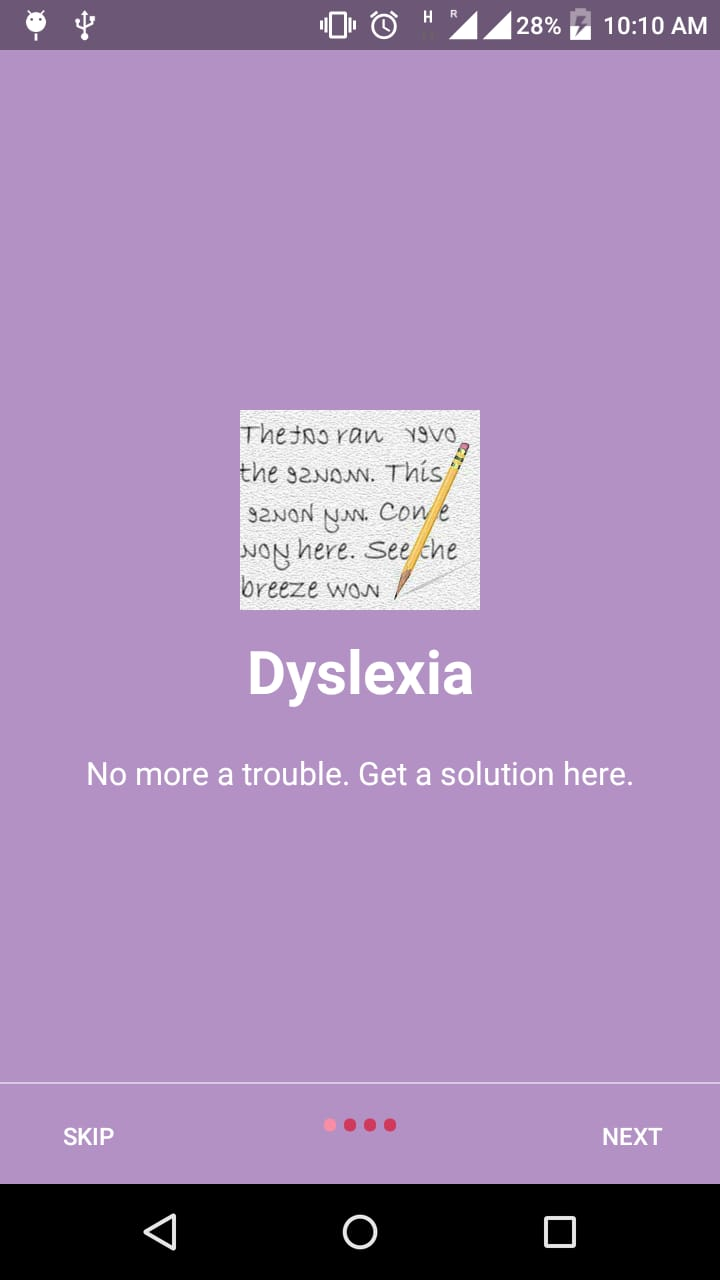 H R 28% 10:10 AM
The ran
the . This
.
here. See the
breeze
Dyslexia
No more a trouble. Get a solution here.
SKIP NEXT